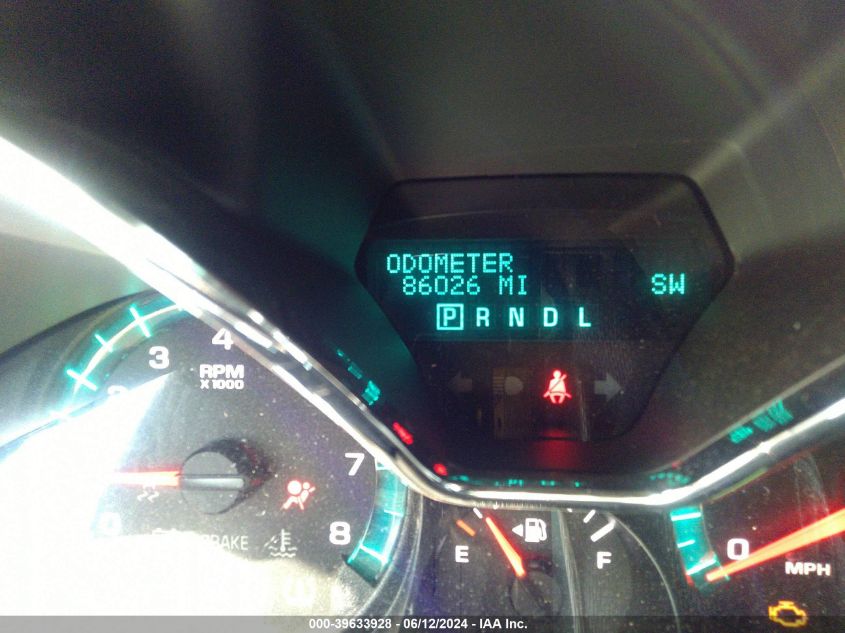 ODOMETER
86026 MI
SW
P R N D L
4
3
RPM
X1000
7
8
BRAKE
E
F
0
MPH
000-39633928 - 06/12/2024 - IAA Inc.